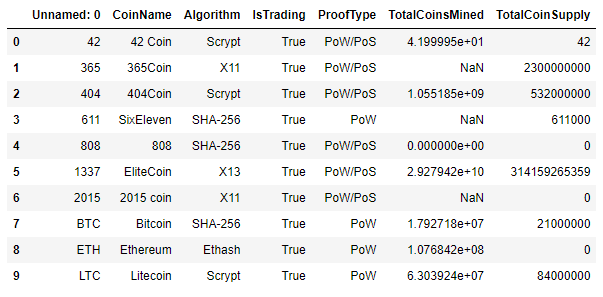 Unnamed: 0 CoinName Algorithm IsTrading ProofType TotalCoinsMined TotalCoinSupply
0 42 42 Coin Scrypt True PoW/PoS 4.199995e+01 42
1 365 365Coin X11 True PoW/PoS NaN 2300000000
2 404 404Coin Scrypt True PoW/PoS 1.055185e+09 532000000
3 611 SixEleven SHA-256 True PoW NaN 611000
4 808 808 SHA-256 True PoW/PoS 0.000000e+00 0
5 1337 EliteCoin X13 True PoW/PoS 2.927942e+10 314159265359
6 2015 2015 coin X11 True PoW/PoS NaN 0
7 BTC Bitcoin SHA-256 True PoW 1.792718e+07 21000000
8 ETH Ethereum Ethash True PoW 1.076842e+08 0
9 LTC Litecoin Scrypt True PoW 6.303924e+07 84000000